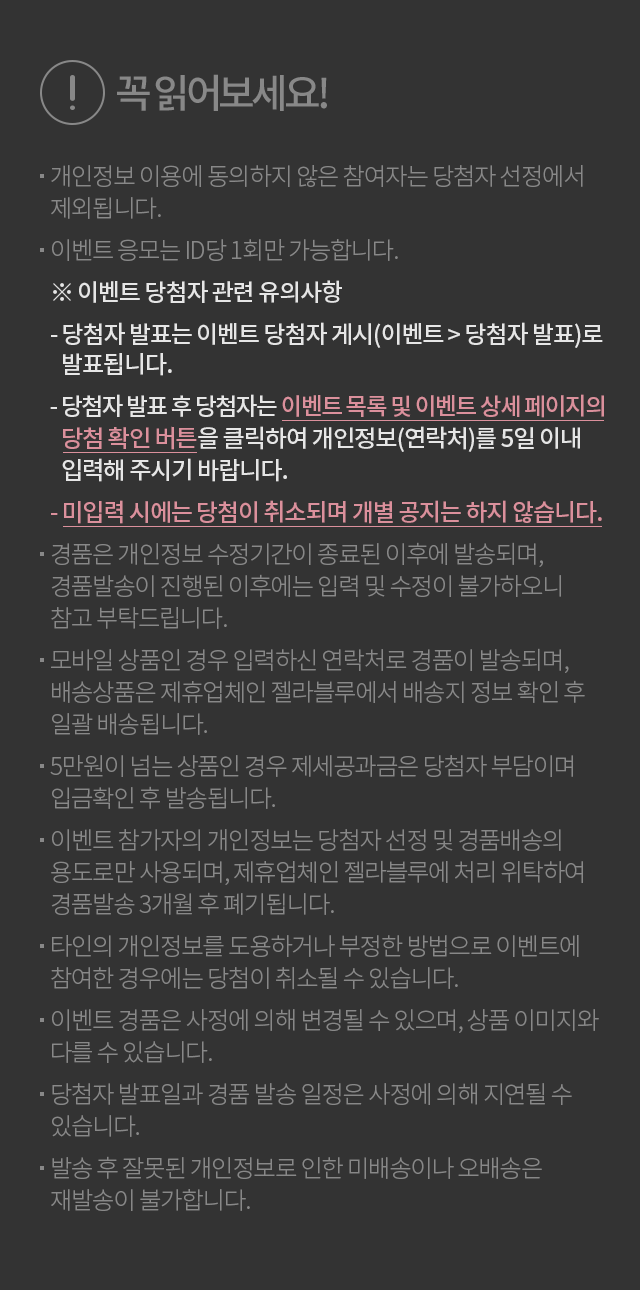 ! 꼭 읽어보세요!
· 개인정보 이용에 동의하지 않은 참여자는 당첨자 선정에서
제외됩니다.
· 이벤트 응모는 ID당 1회만 가능합니다.
※ 이벤트 당첨자 관련 유의사항
- 당첨자 발표는 이벤트 당첨자 게시(이벤트 > 당첨자 발표)로
발표됩니다.
- 당첨자 발표 후 당첨자는 이벤트 목록 및 이벤트 상세 페이지의
당첨 확인 버튼을 클릭하여 개인정보(연락처)를 5일 이내
입력해 주시기 바랍니다.
- 미입력 시에는 당첨이 취소되며 개별 공지는 하지 않습니다.
· 경품은 개인정보 수정기간이 종료된 이후에 발송되며,
경품발송이 진행된 이후에는 입력 및 수정이 불가하오니
참고 부탁드립니다.
· 모바일 상품인 경우 입력하신 연락처로 경품이 발송되며,
배송상품은 제휴업체인 젤라블루에서 배송지 정보 확인 후
일괄 배송됩니다.
· 5만원이 넘는 상품인 경우 제세공과금은 당첨자 부담이며
입금확인 후 발송됩니다.
· 이벤트 참가자의 개인정보는 당첨자 선정 및 경품배송의
용도로만 사용되며, 제휴업체인 젤라블루에 처리 위탁하여
경품발송 3개월 후 폐기됩니다.
· 타인의 개인정보를 도용하거나 부정한 방법으로 이벤트에
참여한 경우에는 당첨이 취소될 수 있습니다.
· 이벤트 경품은 사정에 의해 변경될 수 있으며, 상품 이미지와
다를 수 있습니다.
· 당첨자 발표일과 경품 발송 일정은 사정에 의해 지연될 수
있습니다.
· 발송 후 잘못된 개인정보로 인한 미배송이나 오배송은
재발송이 불가합니다.